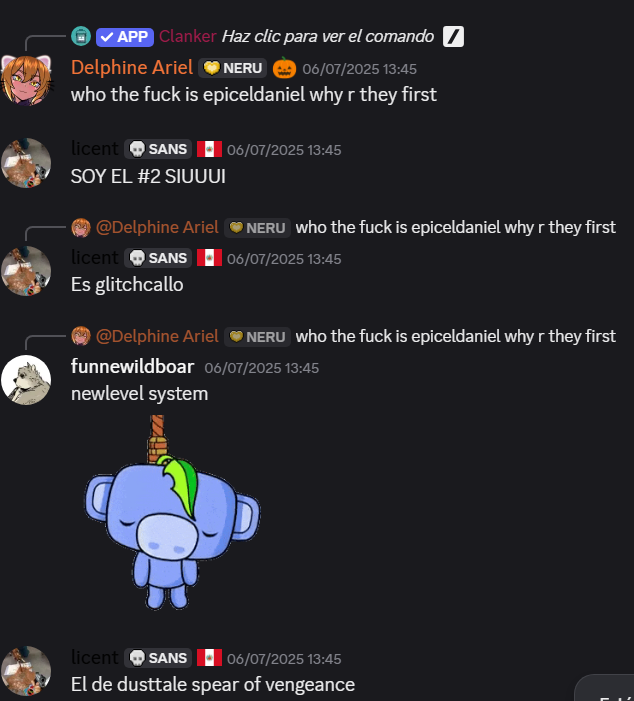 ✓ APP Clanker Haz clic para ver el comando
Delphine Ariel NERU 06/07/2025 13:45
who the fuck is epiceldaniel why r they first
licent SANS 06/07/2025 13:45
SOY EL #2 SIUUUI
@Delphine Ariel NERU who the fuck is epiceldaniel why r they first
licent SANS 06/07/2025 13:45
Es glitchcallo
@Delphine Ariel NERU who the fuck is epiceldaniel why r they first
funnewildboar 06/07/2025 13:45
newlevel system
licent SANS 06/07/2025 13:45
El de dusttale spear of vengeance